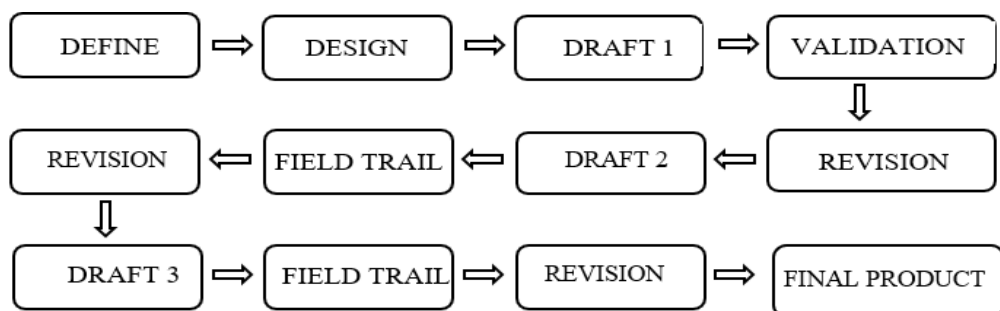 DEFINE
DESIGN
DRAFT 1
VALIDATION
REVISION
DRAFT 2
FIELD TRAIL
REVISION
DRAFT 3
FIELD TRAIL
REVISION
FINAL PRODUCT